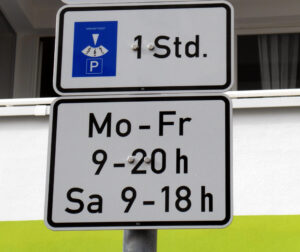 P
1 Std.
Mo - Fr
9 - 20 h
Sa 9 - 18 h